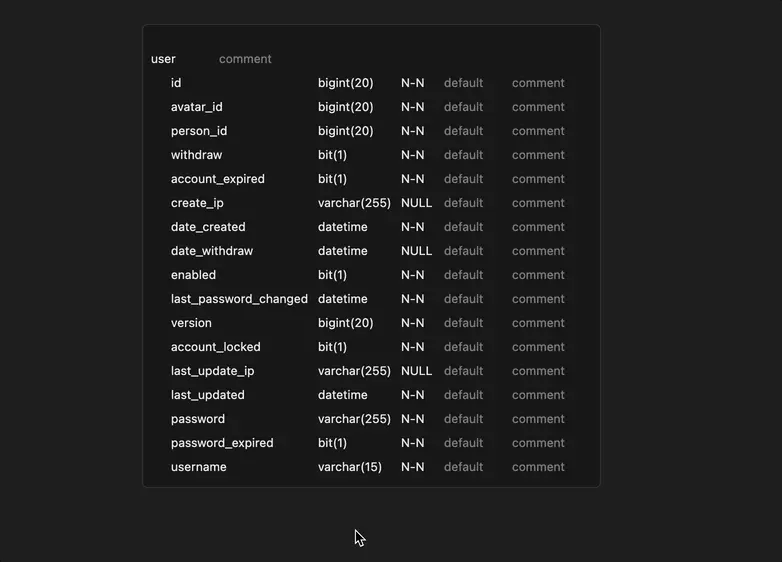 user comment
id bigint(20) N-N default comment
avatar_id bigint(20) N-N default comment
person_id bigint(20) N-N default comment
withdraw bit(1) N-N default comment
account_expired bit(1) N-N default comment
create_ip varchar(255) NULL default comment
date_created datetime N-N default comment
date_withdraw datetime NULL default comment
enabled bit(1) N-N default comment
last_password_changed datetime N-N default comment
version bigint(20) N-N default comment
account_locked bit(1) N-N default comment
last_update_ip varchar(255) NULL default comment
last_updated datetime N-N default comment
password varchar(255) N-N default comment
password_expired bit(1) N-N default comment
username varchar(15) N-N default comment